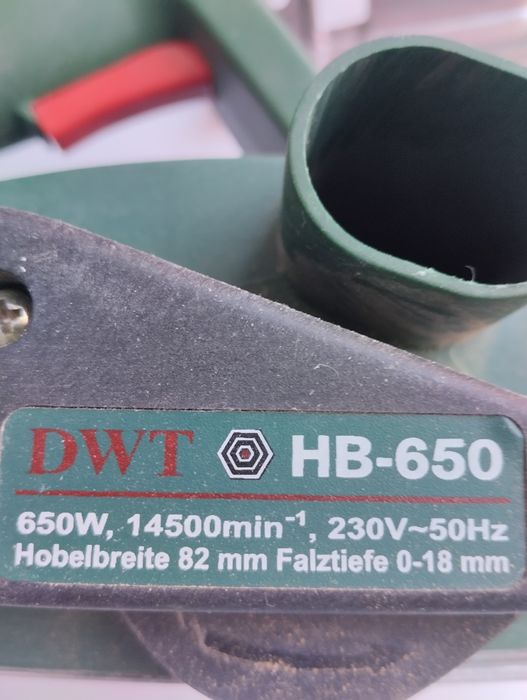 DWT HB-650
650W, 14500min⁻¹, 230V~50Hz
Hobelbreite 82 mm Falztiefe 0-18 mm